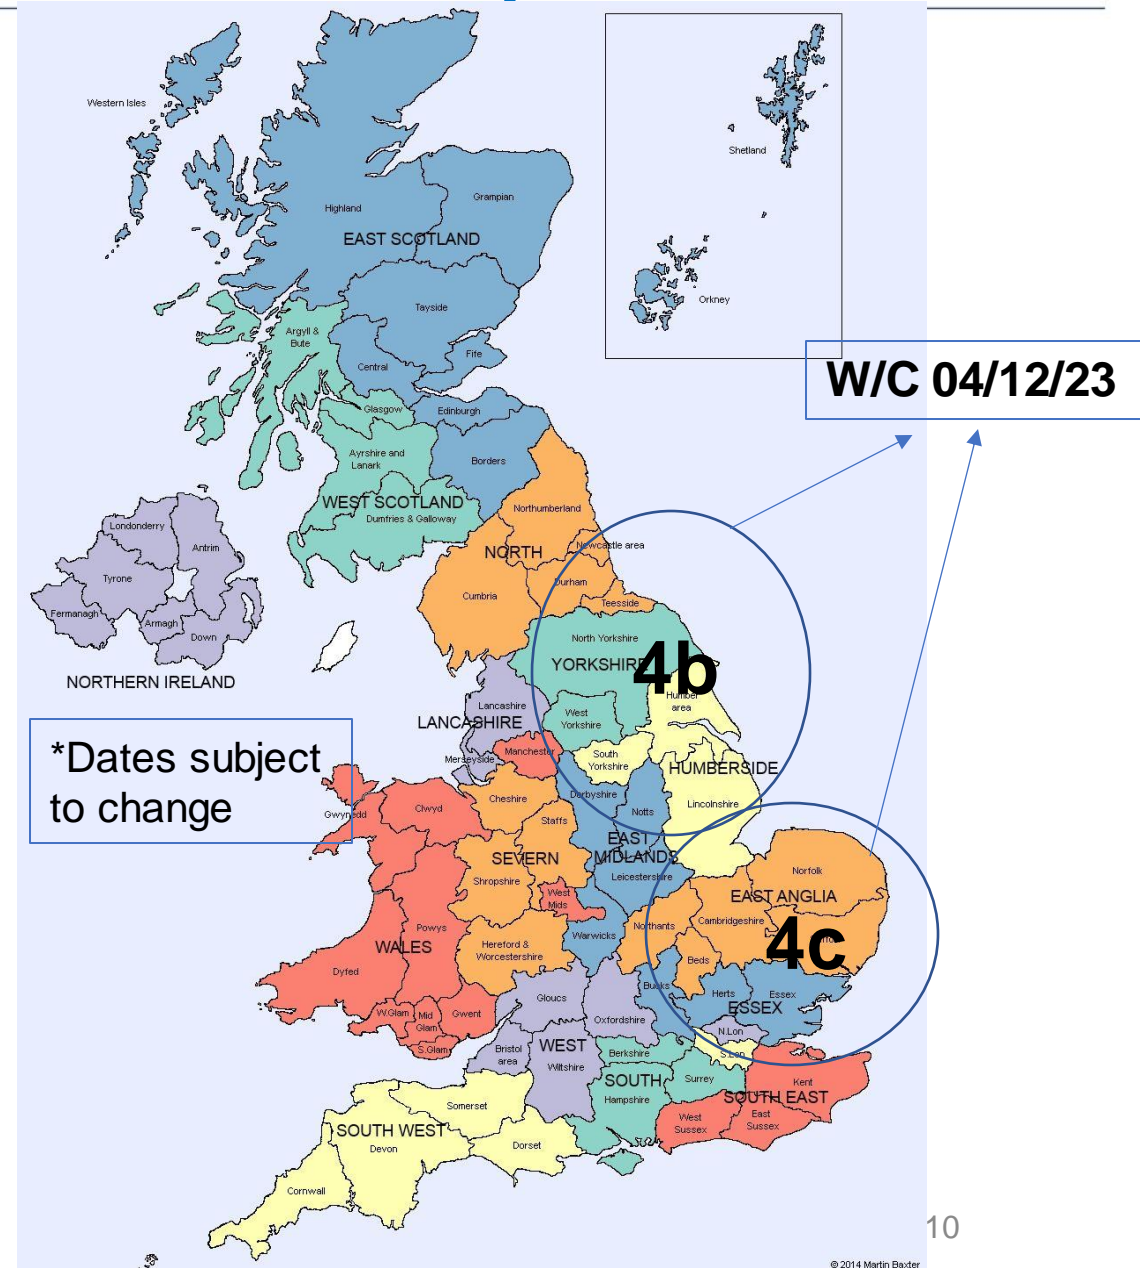 Western Isles
Shetland
Highland
Grampian
EAST SCOTLAND
Orkney
Tayside
Argyll &
Bute
Fife
Central
W/C 04/12/23
Glasgow
Edinburgh
Ayrshire and
Lanark
Borders
WEST SCOTLAND
Dumfries & Galloway
Northumberland
Londonderry
Antrim
NORTH
Newcastle area
Tyrone
Durham
Cumbria
Teesside
Fermanagh
Armagh
Down
North Yorkshire
YORKSHIRE
4b
NORTHERN IRELAND
Humber
area
Lancashire
LANCASHIRE
West
Yorkshire
*Dates subject
to change
Manchester
Merseyside
South
Yorkshire
HUMBERSIDE
Derbyshire
Cheshire
Lincolnshire
Gwynedd
Clwyd
Notts
Staffs
EAST
MIDLANDS
SEVERN
Leicestershire
Norfolk
Shropshire
West
Mids
EAST ANGLIA
Cambridgeshire
Powys
Northants
Warwicks
4c
WALES
Hereford &
Worcestershire
Beds
Dyfed
Bucks
Herts
Essex
ESSEX
Gloucs
W.Glam
Mid
Glam
Gwent
Oxfordshire
N.Lon
S.Glam
Bristol
area
WEST
Wiltshire
Berkshire
S.Lon
SOUTH
Surrey
Kent
SOUTH EAST
Hampshire
Somerset
West
Sussex
East
Sussex
SOUTH WEST
Devon
Dorset
Cornwall
10
© 2014 Martin Baxter